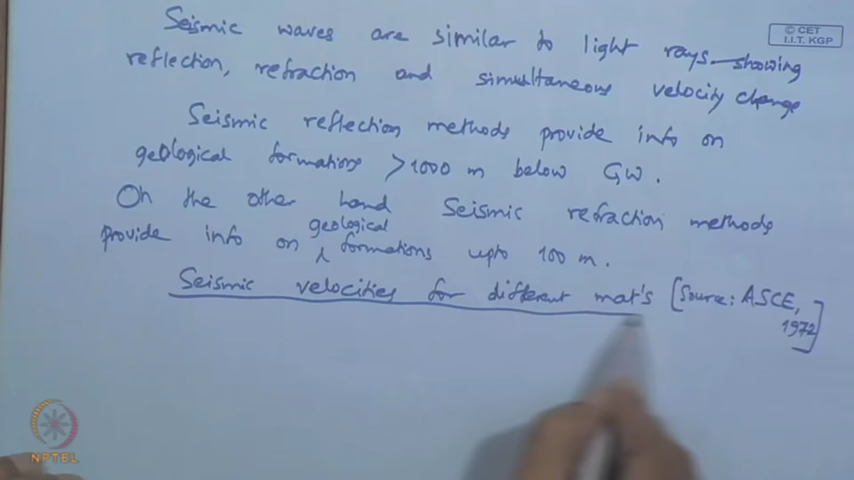 © CET
I.I.T. KGP
Seismic waves are similar to light rays showing
reflection, refraction and simultaneous velocity change
Seismic reflection methods provide info on
geological formations >1000 m below GW.
On the other hand Seismic refraction methods
geological
provide info on λ formations upto 100 m.
Seismic velocities for different mat's [Source: ASCE,
1972]
NPTEL